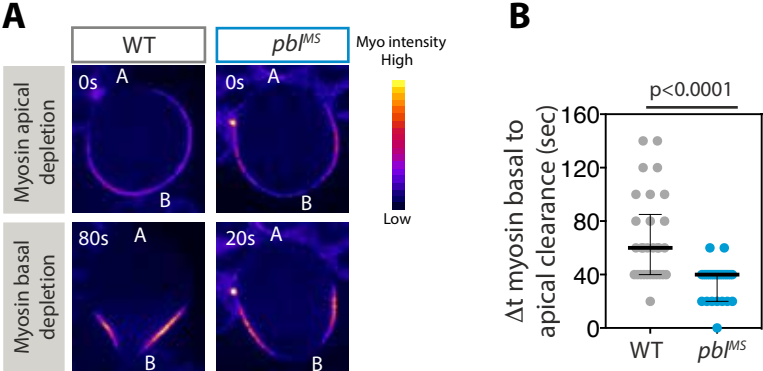 A
WT
pbl^MS
Myo intensity
High
Low
Myosin apical
depletion
0s
A
B
0s
A
B
Myosin basal
depletion
80s
A
B
20s
A
B
B
p<0.0001
Δt myosin basal to
apical clearance (sec)
160
120
80
40
0
WT
pbl^MS